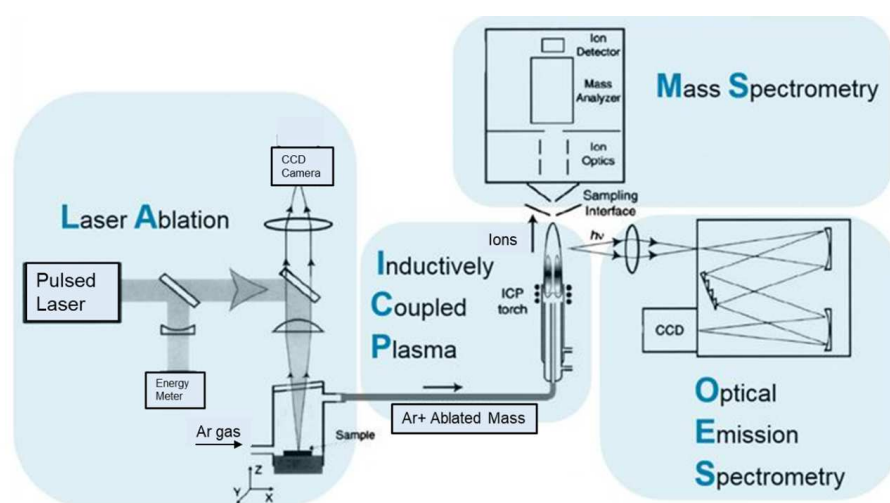 Ion
Detector
Mass
Analyzer
Mass Spectrometry
Ion
Optics
CCD
Camera
Sampling
Interface
Laser Ablation
Ions
hν
Pulsed
Laser
Inductively
Coupled
Plasma
ICP
torch
CCD
Energy
Meter
Ar+ Ablated Mass
Optical
Emission
Spectrometry
Ar gas
Sample
Z
Y
X